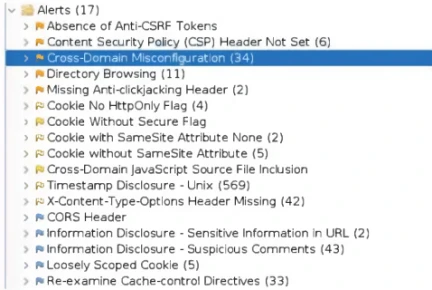 Alerts (17)
Absence of Anti-CSRF Tokens
Content Security Policy (CSP) Header Not Set (6)
Cross-Domain Misconfiguration (34)
Directory Browsing (11)
Missing Anti-clickjacking Header (2)
Cookie No HttpOnly Flag (4)
Cookie Without Secure Flag
Cookie with SameSite Attribute None (2)
Cookie without SameSite Attribute (5)
Cross-Domain JavaScript Source File Inclusion
Timestamp Disclosure - Unix (569)
X-Content-Type-Options Header Missing (42)
CORS Header
Information Disclosure - Sensitive Information in URL (2)
Information Disclosure - Suspicious Comments (43)
Loosely Scoped Cookie (5)
Re-examine Cache-control Directives (33)